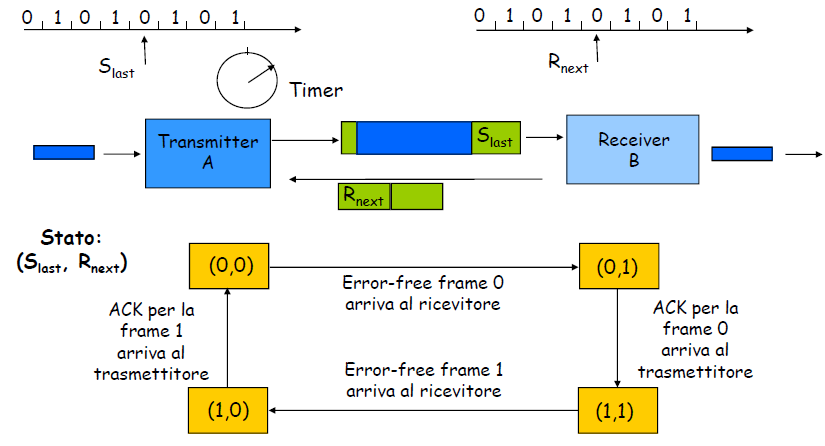 0 1 0 1 0 1 0 1
0 1 0 1 0 1 0 1
Slast
Timer
Rnext
Transmitter
A
Slast
Receiver
B
Rnext
Stato:
(Slast, Rnext)
(0,0)
(0,1)
Error-free frame 0
arriva al ricevitore
ACK per la
frame 1
arriva al
trasmettitore
ACK per la
frame 0
arriva al
trasmettitore
Error-free frame 1
arriva al ricevitore
(1,0)
(1,1)